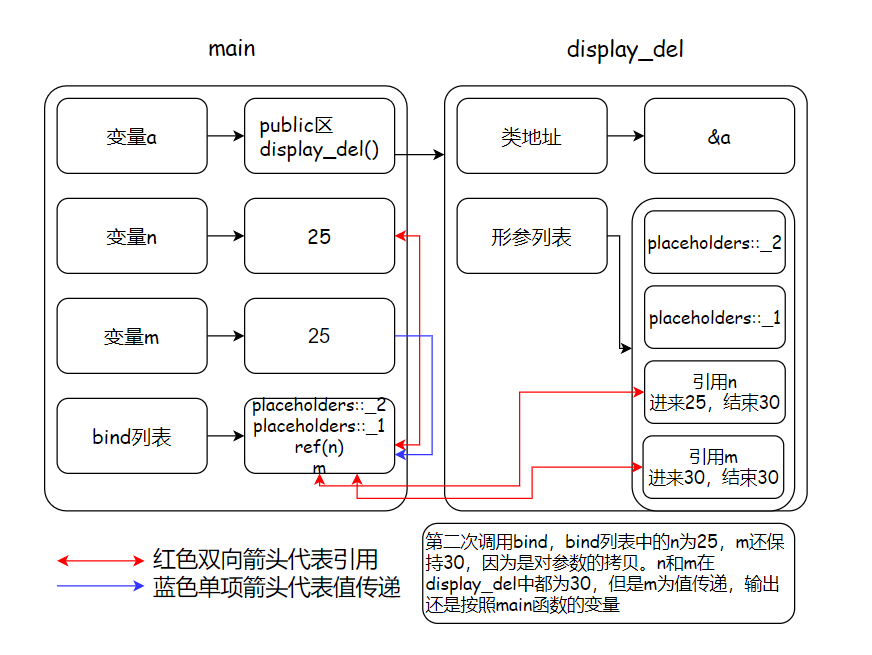 main
display_del
变量a
public区
display_del()
类地址
&a
变量n
25
形参列表
placeholders::_2
placeholders::_1
变量m
25
引用n
进来25，结束30
bind列表
placeholders::_2
placeholders::_1
ref(n)
m
引用m
进来30，结束30
红色双向箭头代表引用
蓝色单项箭头代表值传递
第二次调用bind，bind列表中的n为25，m还保
持30，因为是对参数的拷贝。n和m在
display_del中都为30，但是m为值传递，输出
还是按照main函数的变量